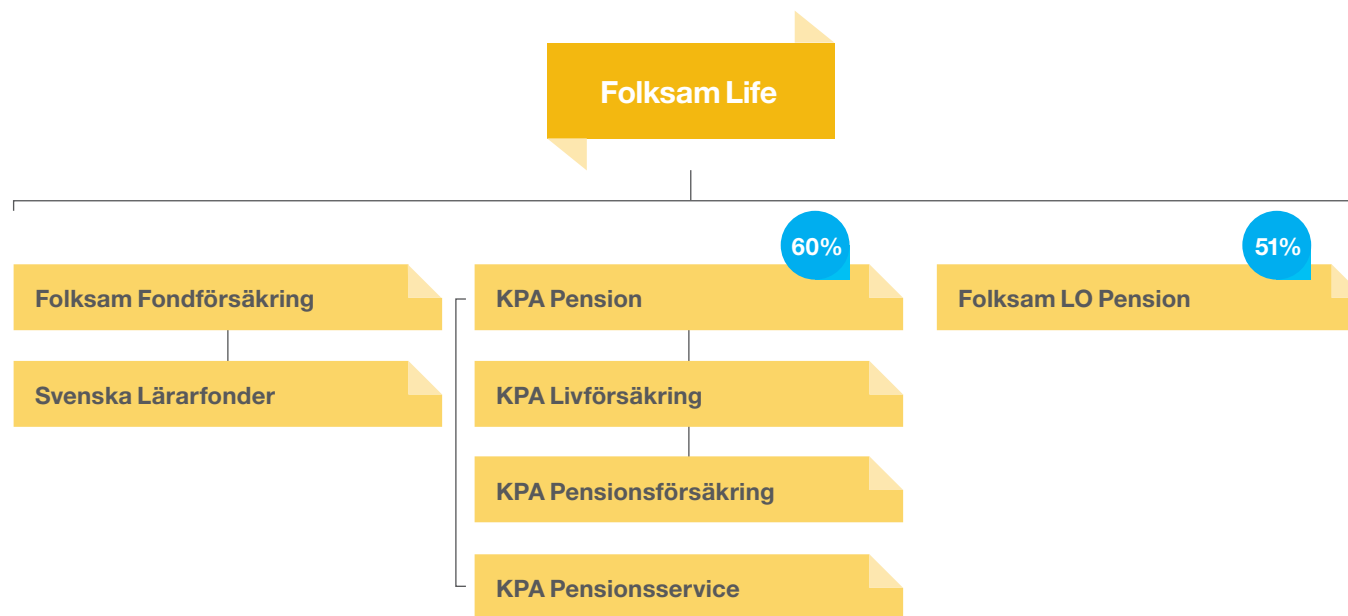 Folksam Life
60%
51%
Folksam Fondförsäkring
KPA Pension
Folksam LO Pension
Svenska Lärarfonder
KPA Livförsäkring
KPA Pensionsförsäkring
KPA Pensionsservice